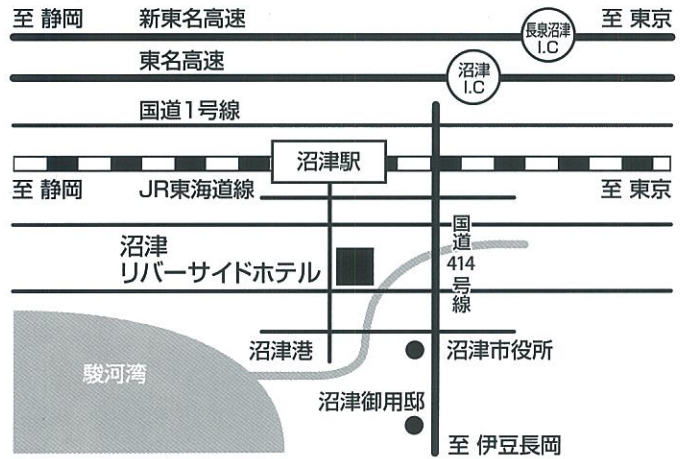 至 静岡
新東名高速
長泉沼津
I.C
至 東京
東名高速
沼津
I.C
国道1号線
沼津駅
至 静岡
JR東海道線
至 東京
国道414号線
沼津
リバーサイドホテル
沼津港
沼津市役所
駿河湾
沼津御用邸
至 伊豆長岡